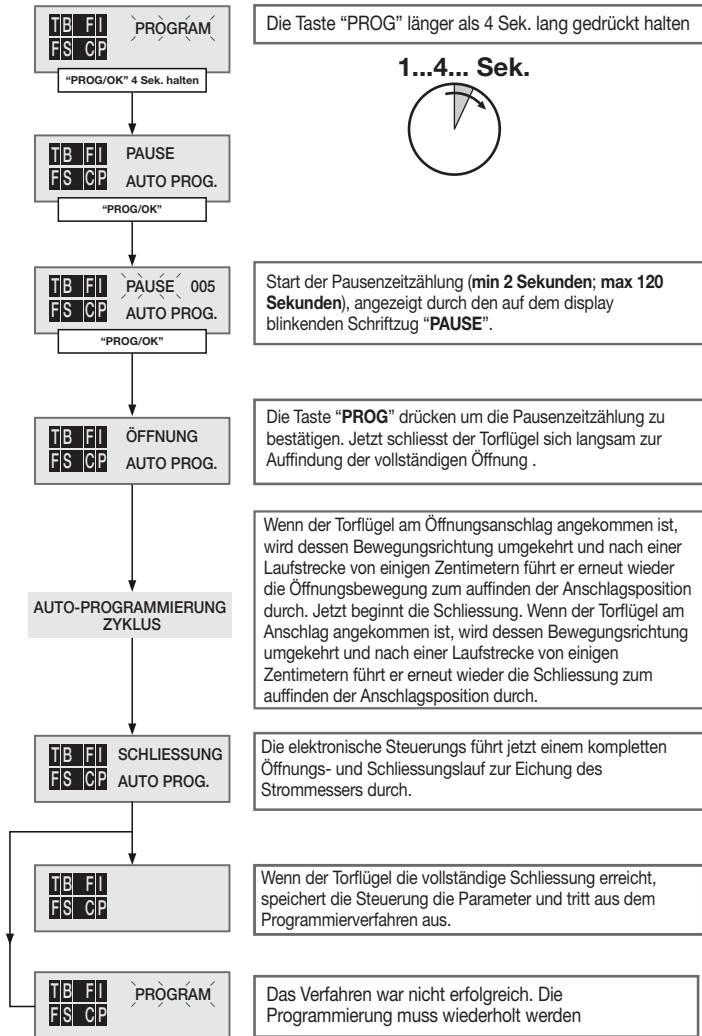 TB FI PROGRAM
FS CP
Die Taste “PROG” länger als 4 Sek. lang gedrückt halten
“PROG/OK” 4 Sek. halten
1...4... Sek.
TB FI PAUSE
FS CP AUTO PROG.
“PROG/OK”
TB FI PAUSE 005
FS CP AUTO PROG.
“PROG/OK”
Start der Pausenzeitzählung (min 2 Sekunden; max 120
Sekunden), angezeigt durch den auf dem display
blinkenden Schriftzug “PAUSE”.
TB FI ÖFFNUNG
FS CP AUTO PROG.
Die Taste “PROG” drücken um die Pausenzeitzählung zu
bestätigen. Jetzt schliesst der Torflügel sich langsam zur
Auffindung der vollständigen Öffnung .
AUTO-PROGRAMMIERUNG
ZYKLUS
Wenn der Torflügel am Öffnungsanschlag angekommen ist,
wird dessen Bewegungsrichtung umgekehrt und nach einer
Laufstrecke von einigen Zentimetern führt er erneut wieder
die Öffnungsbewegung zum auffinden der Anschlagsposition
durch. Jetzt beginnt die Schliessung. Wenn der Torflügel am
Anschlag angekommen ist, wird dessen Bewegungsrichtung
umgekehrt und nach einer Laufstrecke von einigen
Zentimetern führt er erneut wieder die Schliessung zum
auffinden der Anschlagsposition durch.
TB FI SCHLIESSUNG
FS CP AUTO PROG.
Die elektronische Steuerungs führt jetzt einem kompletten
Öffnungs- und Schliessungslauf zur Eichung des
Strommessers durch.
TB FI
FS CP
Wenn der Torflügel die vollständige Schliessung erreicht,
speichert die Steuerung die Parameter und tritt aus dem
Programmierverfahren aus.
TB FI PROGRAM
FS CP
Das Verfahren war nicht erfolgreich. Die
Programmierung muss wiederholt werden